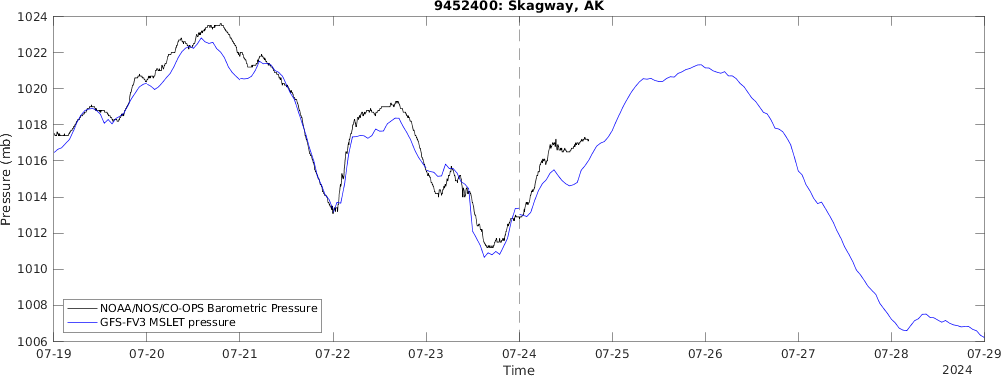 9452400: Skagway, AK
1024
1022
1020
1018
1016
1014
1012
1010
1008
1006
Pressure (mb)
NOAA/NOS/CO-OPS Barometric Pressure
GFS-FV3 MSLET pressure
07-19 07-20 07-21 07-22 07-23 07-24 07-25 07-26 07-27 07-28 07-29
Time
2024